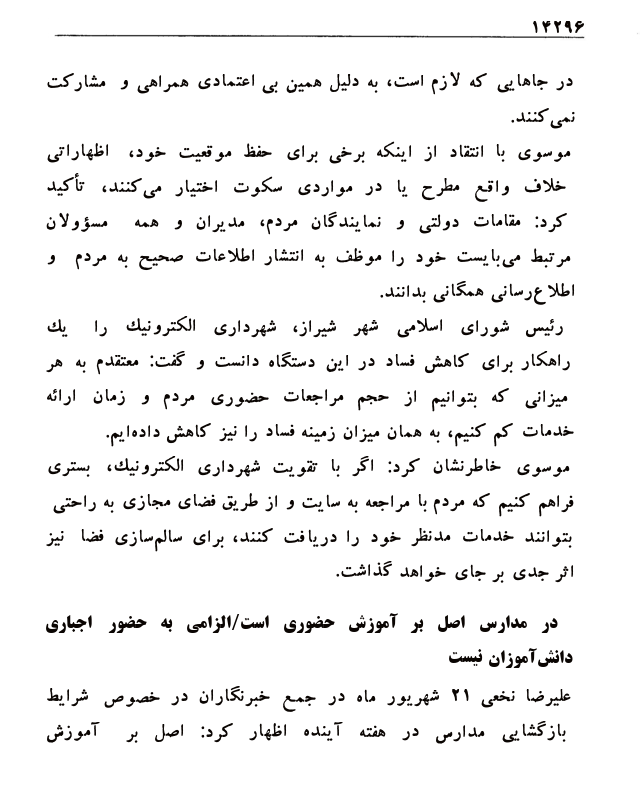 ۱۴۲۹۶
در جاهایی که لازم است، به دلیل همین بی اعتمادی همراهی و مشارکت
نمی‌کنند.
موسوی با انتقاد از اینکه برخی برای حفظ موقعیت خود، اظهاراتی
خلاف واقع مطرح یا در مواردی سکوت اختیار می‌کنند، تأکید
کرد: مقامات دولتی و نمایندگان مردم، مدیران و همه مسؤولان
مرتبط می‌بایست خود را موظف به انتشار اطلاعات صحیح به مردم و
اطلاع‌رسانی همگانی بدانند.
رئیس شورای اسلامی شهر شیراز، شهرداری الکترونیك را یك
راهکار برای کاهش فساد در این دستگاه دانست و گفت: معتقدم به هر
میزانی که بتوانیم از حجم مراجعات حضوری مردم و زمان ارائه
خدمات کم کنیم، به همان میزان زمینه فساد را نیز کاهش داده‌ایم.
موسوی خاطرنشان کرد: اگر با تقویت شهرداری الکترونیك، بستری
فراهم کنیم که مردم با مراجعه به سایت و از طریق فضای مجازی به راحتی
بتوانند خدمات مدنظر خود را دریافت کنند، برای سالم‌سازی فضا نیز
اثر جدی بر جای خواهد گذاشت.
در مدارس اصل بر آموزش حضوری است/الزامی به حضور اجباری
دانش‌آموزان نیست
علیرضا نخعی ۲۱ شهریور ماه در جمع خبرنگاران در خصوص شرایط
بازگشایی مدارس در هفته آینده اظهار کرد: اصل بر آموزش